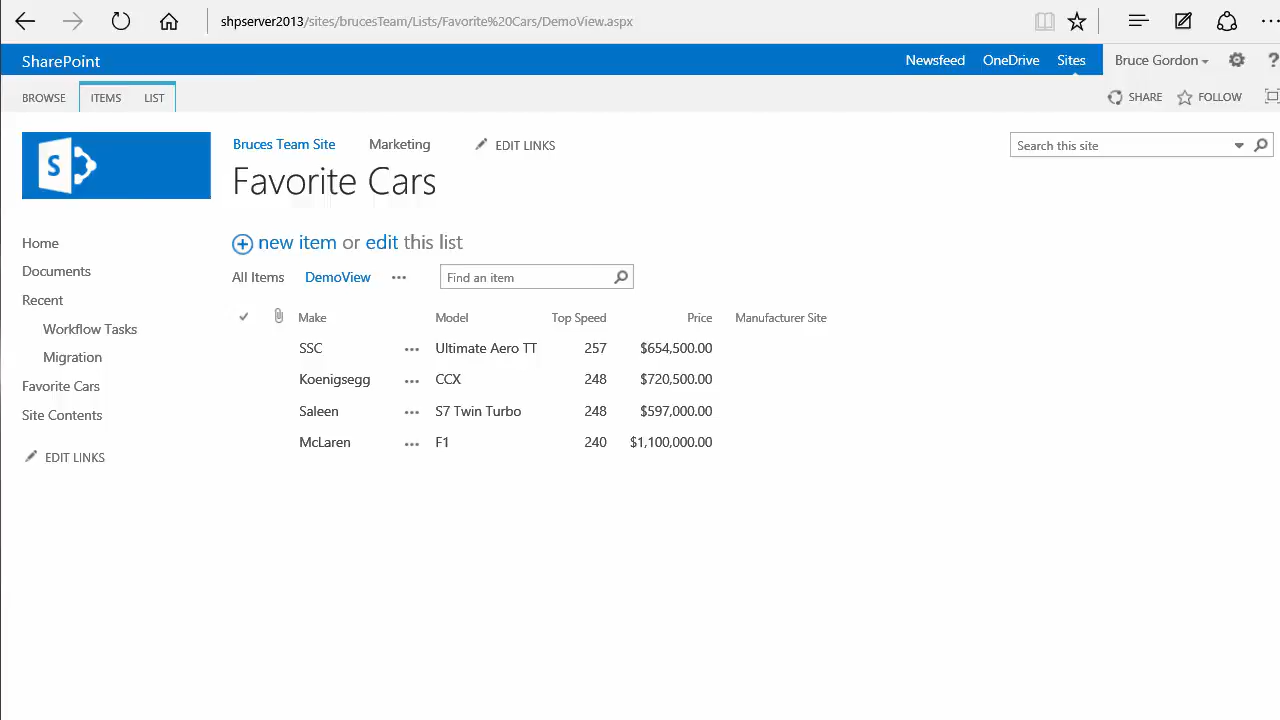 shpserver2013/sites/brucesTeam/Lists/Favorite%20Cars/DemoView.aspx
SharePoint Newsfeed OneDrive Sites Bruce Gordon ?
BROWSE ITEMS LIST SHARE FOLLOW
S
Bruces Team Site Marketing EDIT LINKS
Search this site
Favorite Cars
new item or edit this list
All Items DemoView ••• Find an item
Make Model Top Speed Price Manufacturer Site
SSC ••• Ultimate Aero TT 257 $654,500.00
Koenigsegg ••• CCX 248 $720,500.00
Saleen ••• S7 Twin Turbo 248 $597,000.00
McLaren ••• F1 240 $1,100,000.00
Home
Documents
Recent
Workflow Tasks
Migration
Favorite Cars
Site Contents
EDIT LINKS